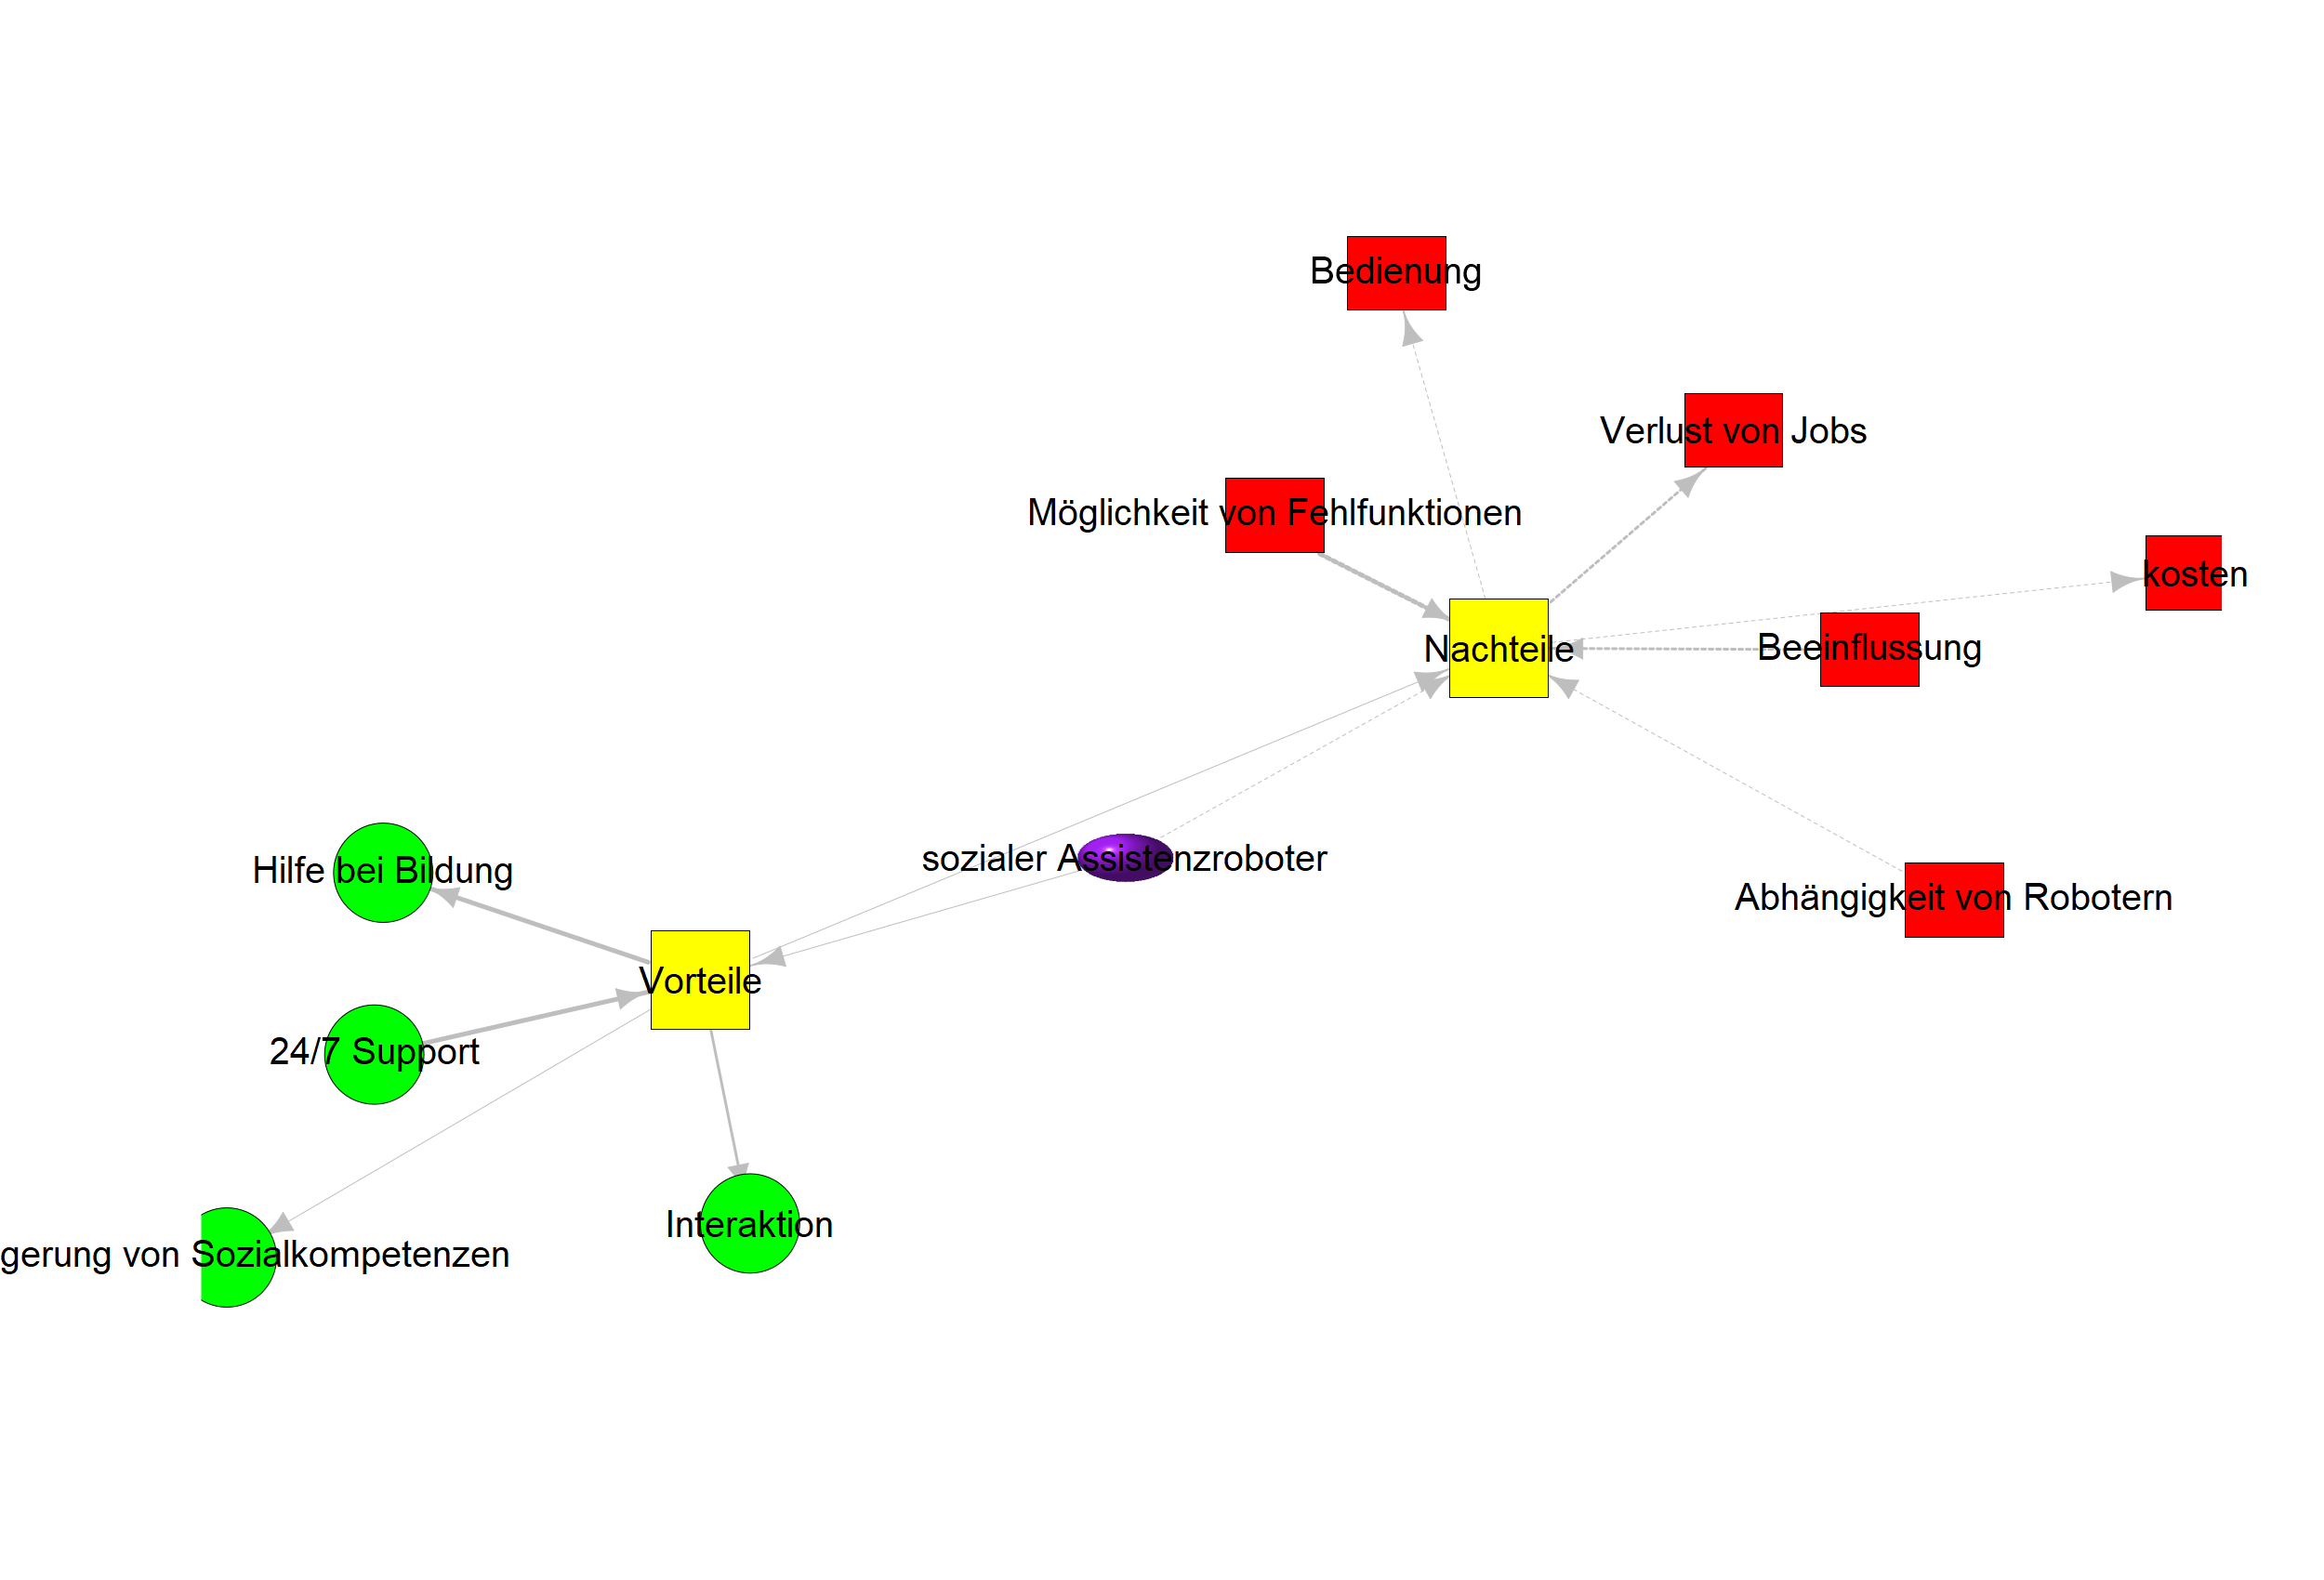 Bedienung
Verlust von Jobs
Möglichkeit von Fehlfunktionen
kosten
Nachteile
Beeinflussung
sozialer Assistenzroboter
Hilfe bei Bildung
Abhängigkeit von Robotern
Vorteile
24/7 Support
Interaktion
gerung von Sozialkompetenzen